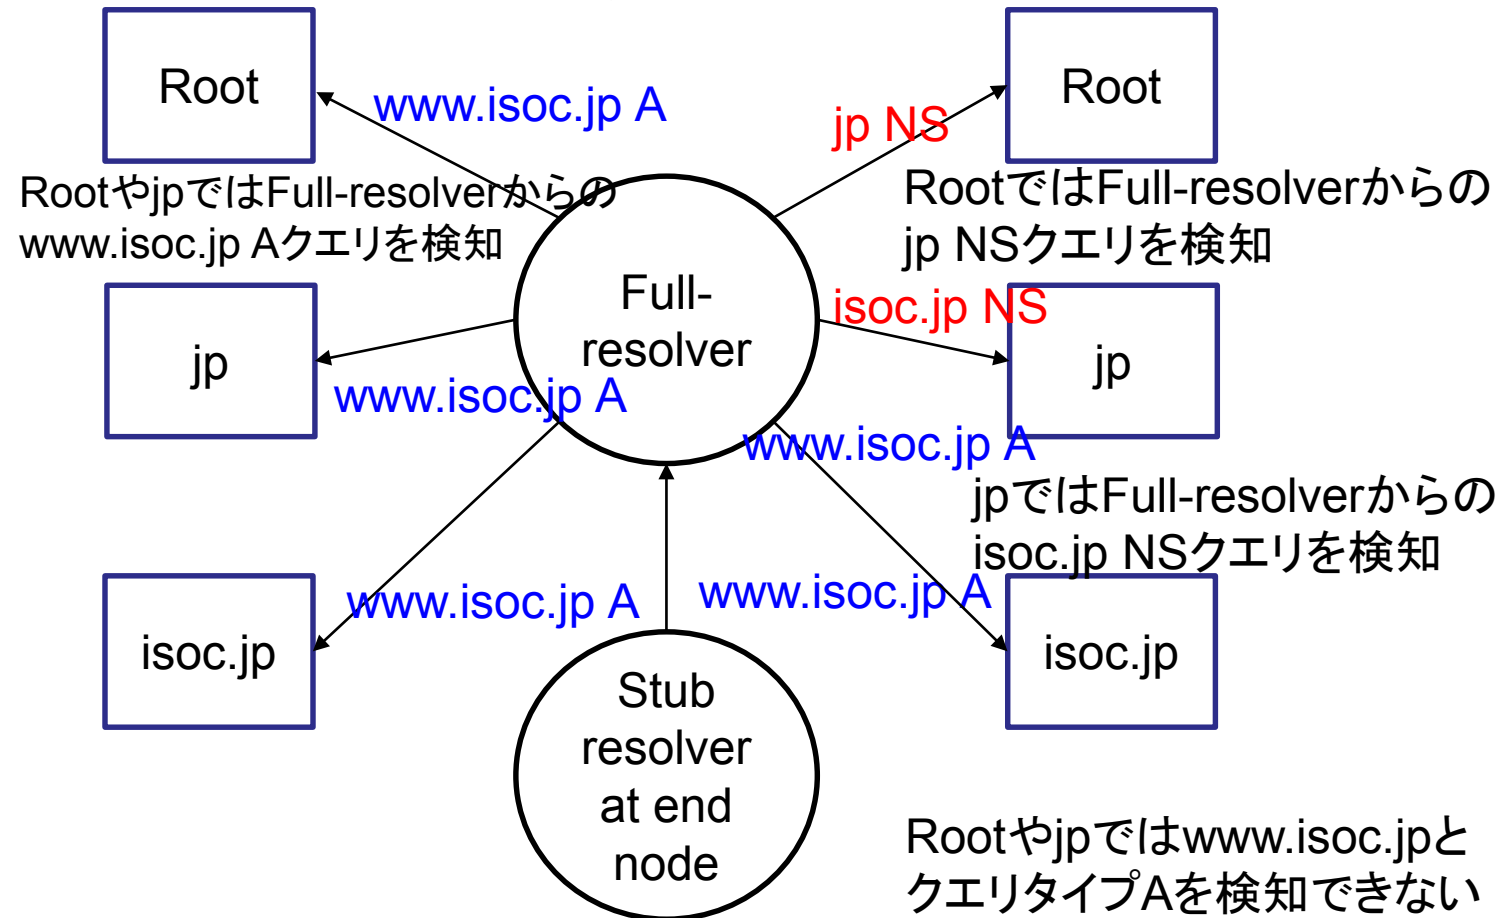 Root
www.isoc.jp A
jp NS
Root
Rootやjpではfull-resolverからの
www.isoc.jp Aクエリを検知
RootではFull-resolverからの
jp NSクエリを検知
Full-
resolver
isoc.jp NS
jp
jp
www.isoc.jp A
www.isoc.jp A
jpではFull-resolverからの
isoc.jp NSクエリを検知
www.isoc.jp A
www.isoc.jp A
isoc.jp
isoc.jp
Stub
resolver
at end
node
Rootやjpではwww.isoc.jpと
クエリタイプAを検知できない